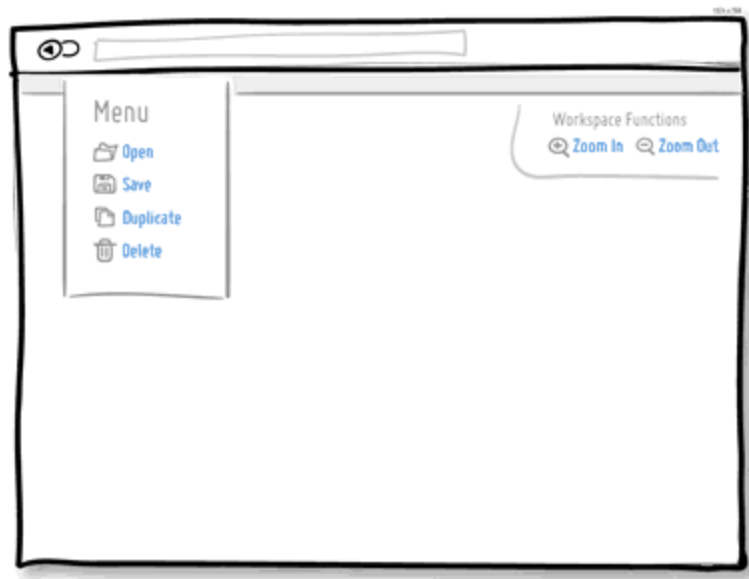 Menu
Open
Save
Duplicate
Delete
Workspace Functions
Zoom In Zoom Out